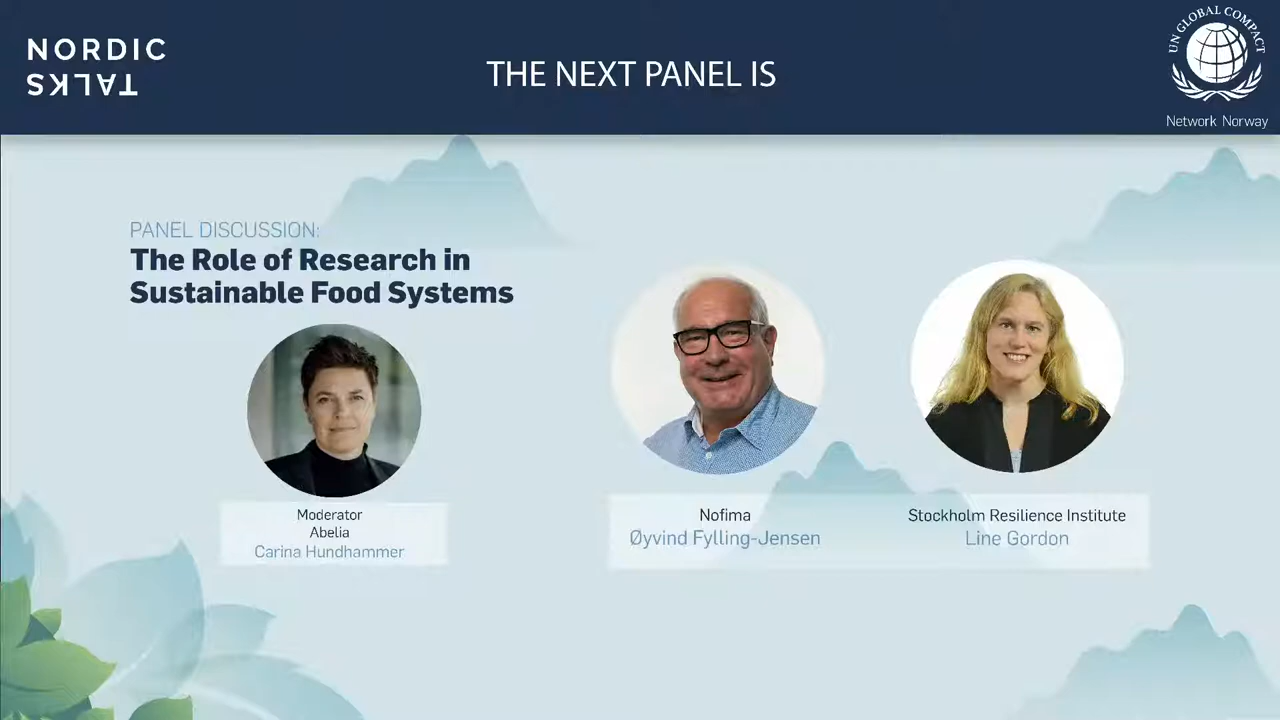 NORDIC
TALKS
THE NEXT PANEL IS
UN GLOBAL COMPACT
Network Norway
PANEL DISCUSSION:
The Role of Research in
Sustainable Food Systems
Moderator
Abelia
Carina Hundhammer
Nofima
Øyvind Fylling-Jensen
Stockholm Resilience Institute
Line Gordon